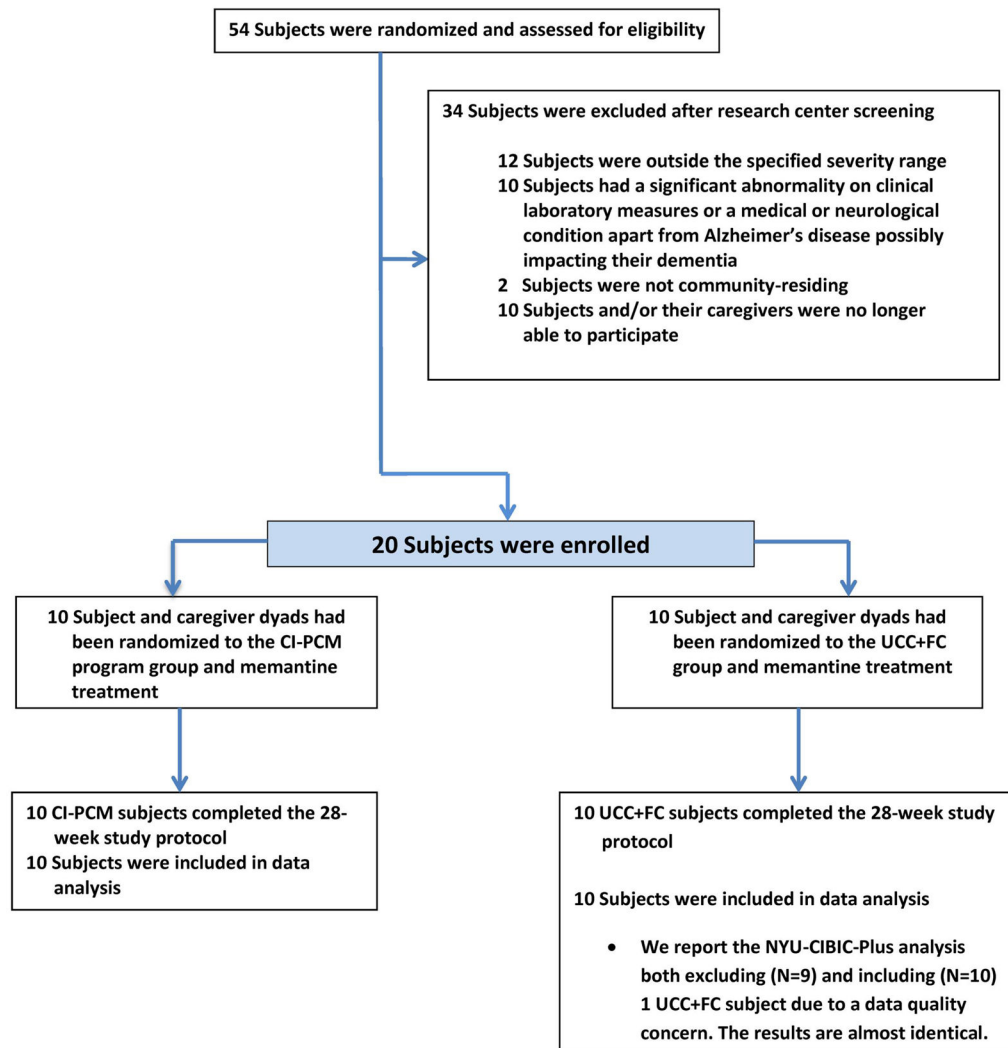 54 Subjects were randomized and assessed for eligibility
34 Subjects were excluded after research center screening
12 Subjects were outside the specified severity range
10 Subjects had a significant abnormality on clinical
laboratory measures or a medical or neurological
condition apart from Alzheimer's disease possibly
impacting their dementia
2 Subjects were not community-residing
10 Subjects and/or their caregivers were no longer
able to participate
20 Subjects were enrolled
10 Subject and caregiver dyads had
been randomized to the CI-PCM
program group and memantine
treatment
10 Subject and caregiver dyads had
been randomized to the UCC+FC
group and memantine treatment
10 CI-PCM subjects completed the 28-
week study protocol
10 Subjects were included in data
analysis
10 UCC+FC subjects completed the 28-week study
protocol
10 Subjects were included in data analysis
• We report the NYU-CIBIC-Plus analysis
both excluding (N=9) and including (N=10)
1 UCC+FC subject due to a data quality
concern. The results are almost identical.